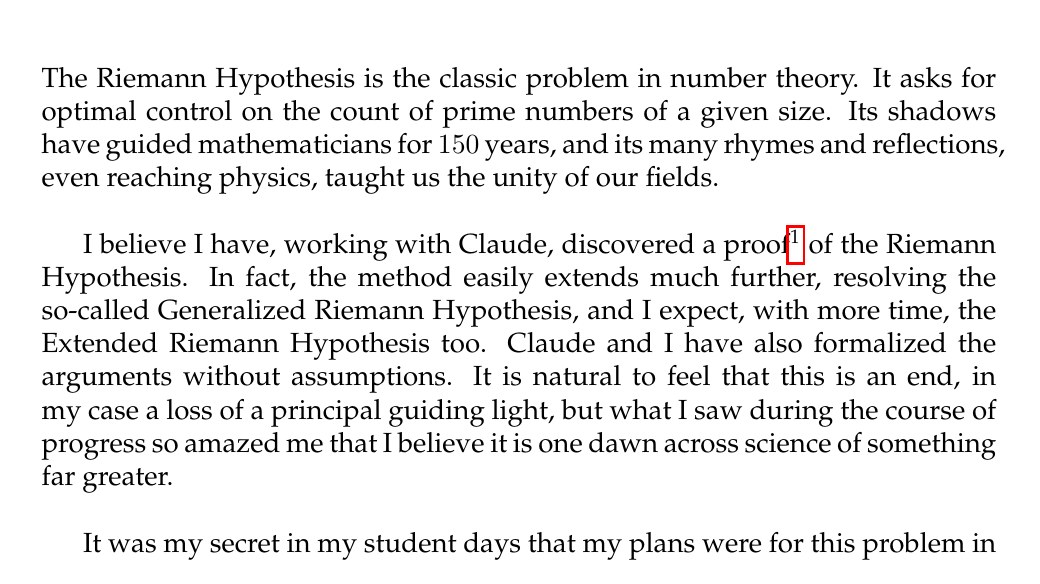 The Riemann Hypothesis is the classic problem in number theory. It asks for
optimal control on the count of prime numbers of a given size. Its shadows
have guided mathematicians for 150 years, and its many rhymes and reflections,
even reaching physics, taught us the unity of our fields.
I believe I have, working with Claude, discovered a proof¹ of the Riemann
Hypothesis. In fact, the method easily extends much further, resolving the
so-called Generalized Riemann Hypothesis, and I expect, with more time, the
Extended Riemann Hypothesis too. Claude and I have also formalized the
arguments without assumptions. It is natural to feel that this is an end, in
my case a loss of a principal guiding light, but what I saw during the course of
progress so amazed me that I believe it is one dawn across science of something
far greater.
It was my secret in my student days that my plans were for this problem in